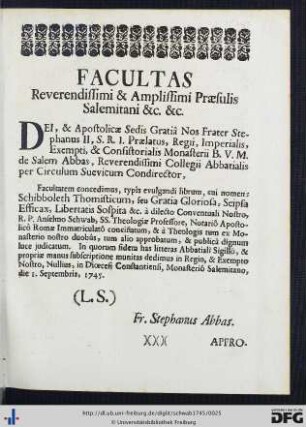 FACULTAS
Reverendissimi & Amplissimi Præsulis
Salemitani &c. &c.
DEI, & Apostolicæ Sedis Gratiâ Nos Frater Ste-
phanus II, S. R. I. Prælatus, Regii, Imperialis,
Exempti, & Consistorialis Monasterii B. V. M.
de Salem Abbas, Reverendissimi Collegii Abbatialis
per Circulum Suevicum Condirector,
Facultatem concedimus, typis evulgandi librum, cui nomen:
Schibboleth Thomisticum, seu Gratia Gloriosa, Seipsâ
Efficax, Libertatis Sospita &c. à dilecto Conventuali Nostro,
R. P. Anselmo Schvab, SS. Theologiæ Professore, Notariô Aposto-
licô Romæ Immatriculatô concinnatum, & à Theologis tum ex Mo-
nasterio nostro duobus, tum alio approbatum, & publicâ dignum
luce judicatum. In quorum fidem has litteras Abbatiali Sigillô, &
propriæ manus subscriptione munitas dedimus in Regio, & Exempto
Nostro, Nullius, in Diœcesi Constantiensi, Monasteriô Salemitano,
die 1. Septembris, 1745.
(L. S.)
Fr. Stephanus Abbas.
XXX APPRO-
http://dl.ub.uni-freiburg.de/diglit/schwab1745/0025
© Universitätsbibliothek Freiburg
DFG